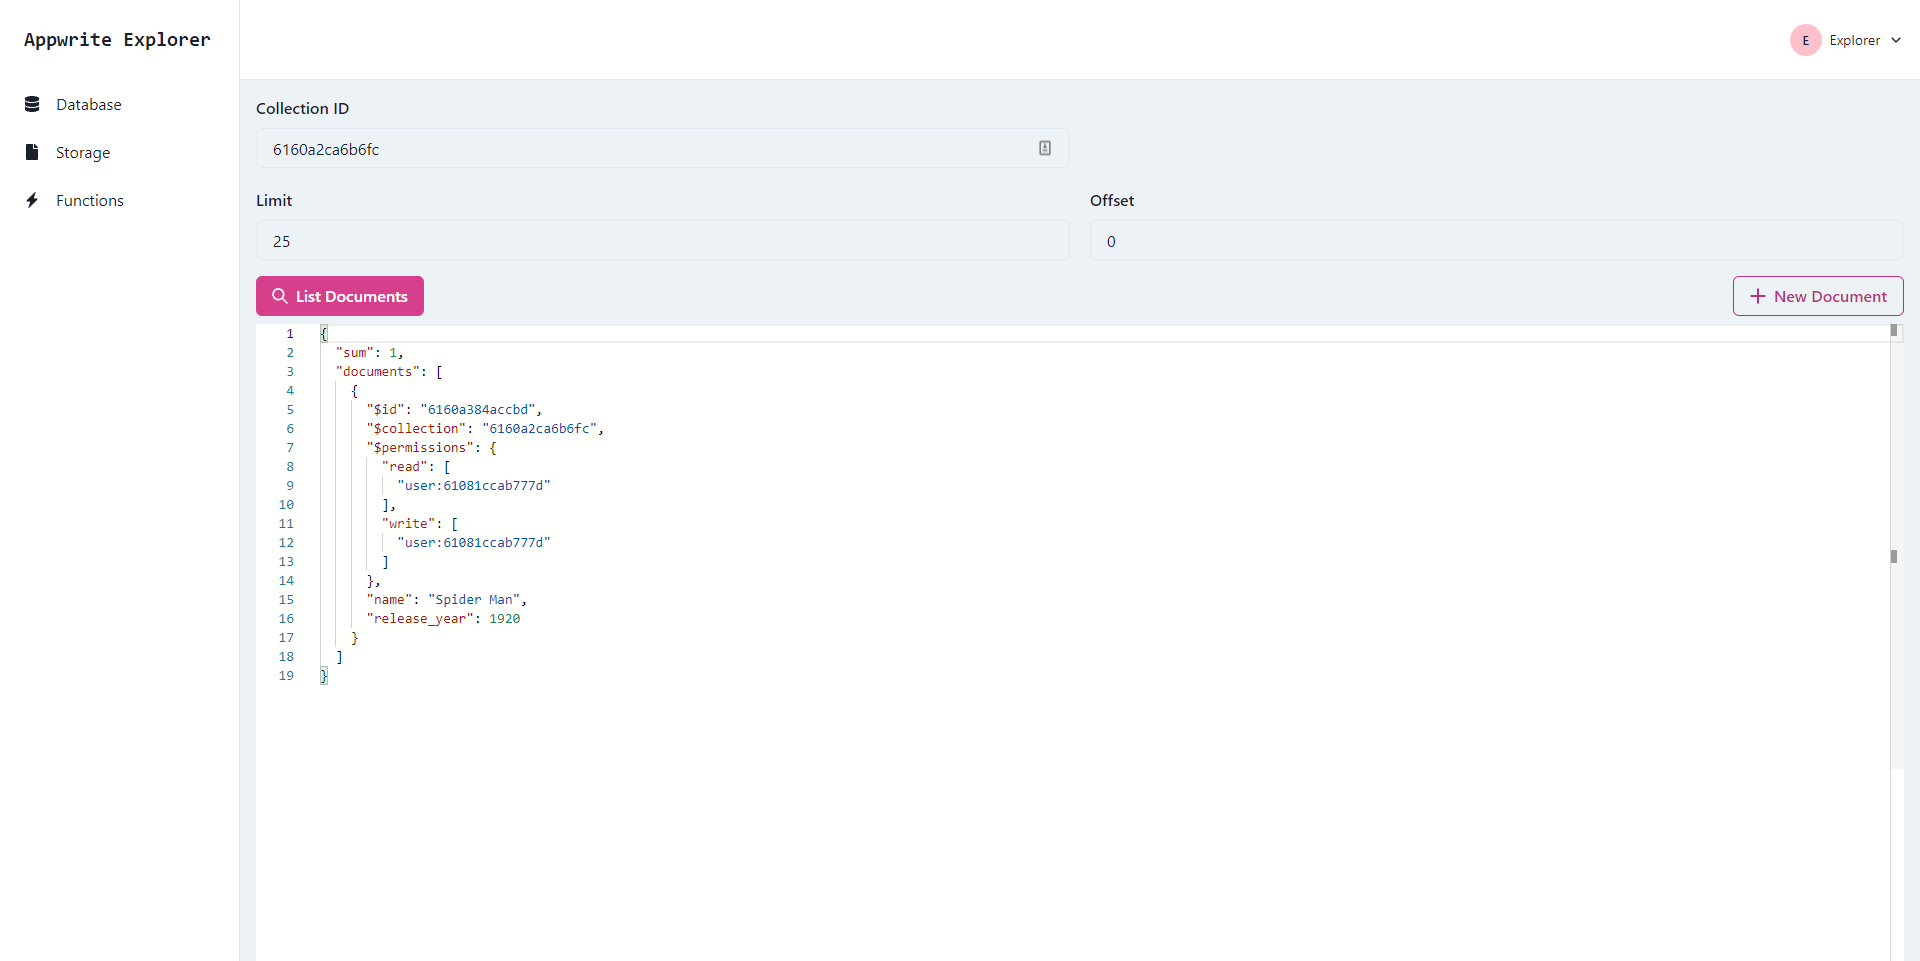 Appwrite Explorer
E Explorer
Database
Storage
Functions
Collection ID
6160a2ca6b6fc
Limit
Offset
25
0
List Documents
New Document
1 {
2 "sum": 1,
3 "documents": [
4 {
5 "$id": "6160a384accbd",
6 "$collection": "6160a2ca6b6fc",
7 "$permissions": {
8 "read": [
9 "user:61081ccab777d"
10 ],
11 "write": [
12 "user:61081ccab777d"
13 ]
14 },
15 "name": "Spider Man",
16 "release_year": 1920
17 }
18 ]
19 }